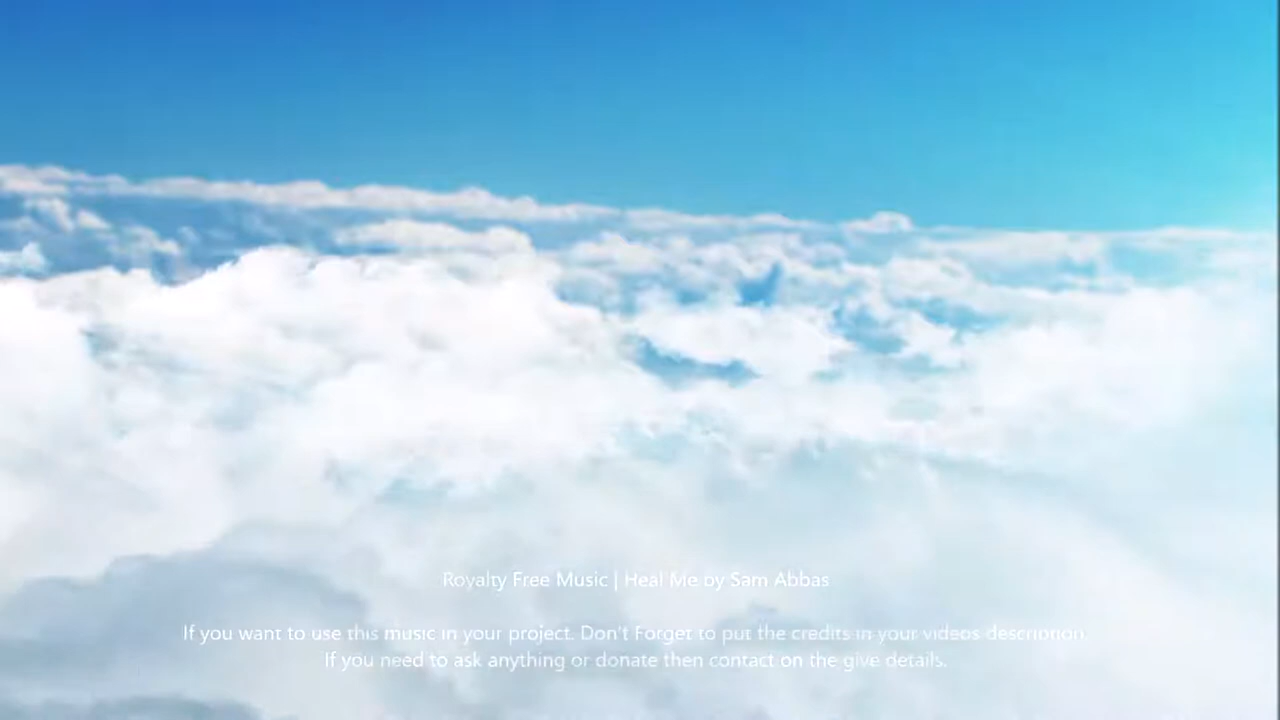 Royalty Free Music | Heal Me by Sam Abbas
If you want to use this music in your project. Don't Forget to put the credits in your videos description.
If you need to ask anything or donate then contact on the give details.